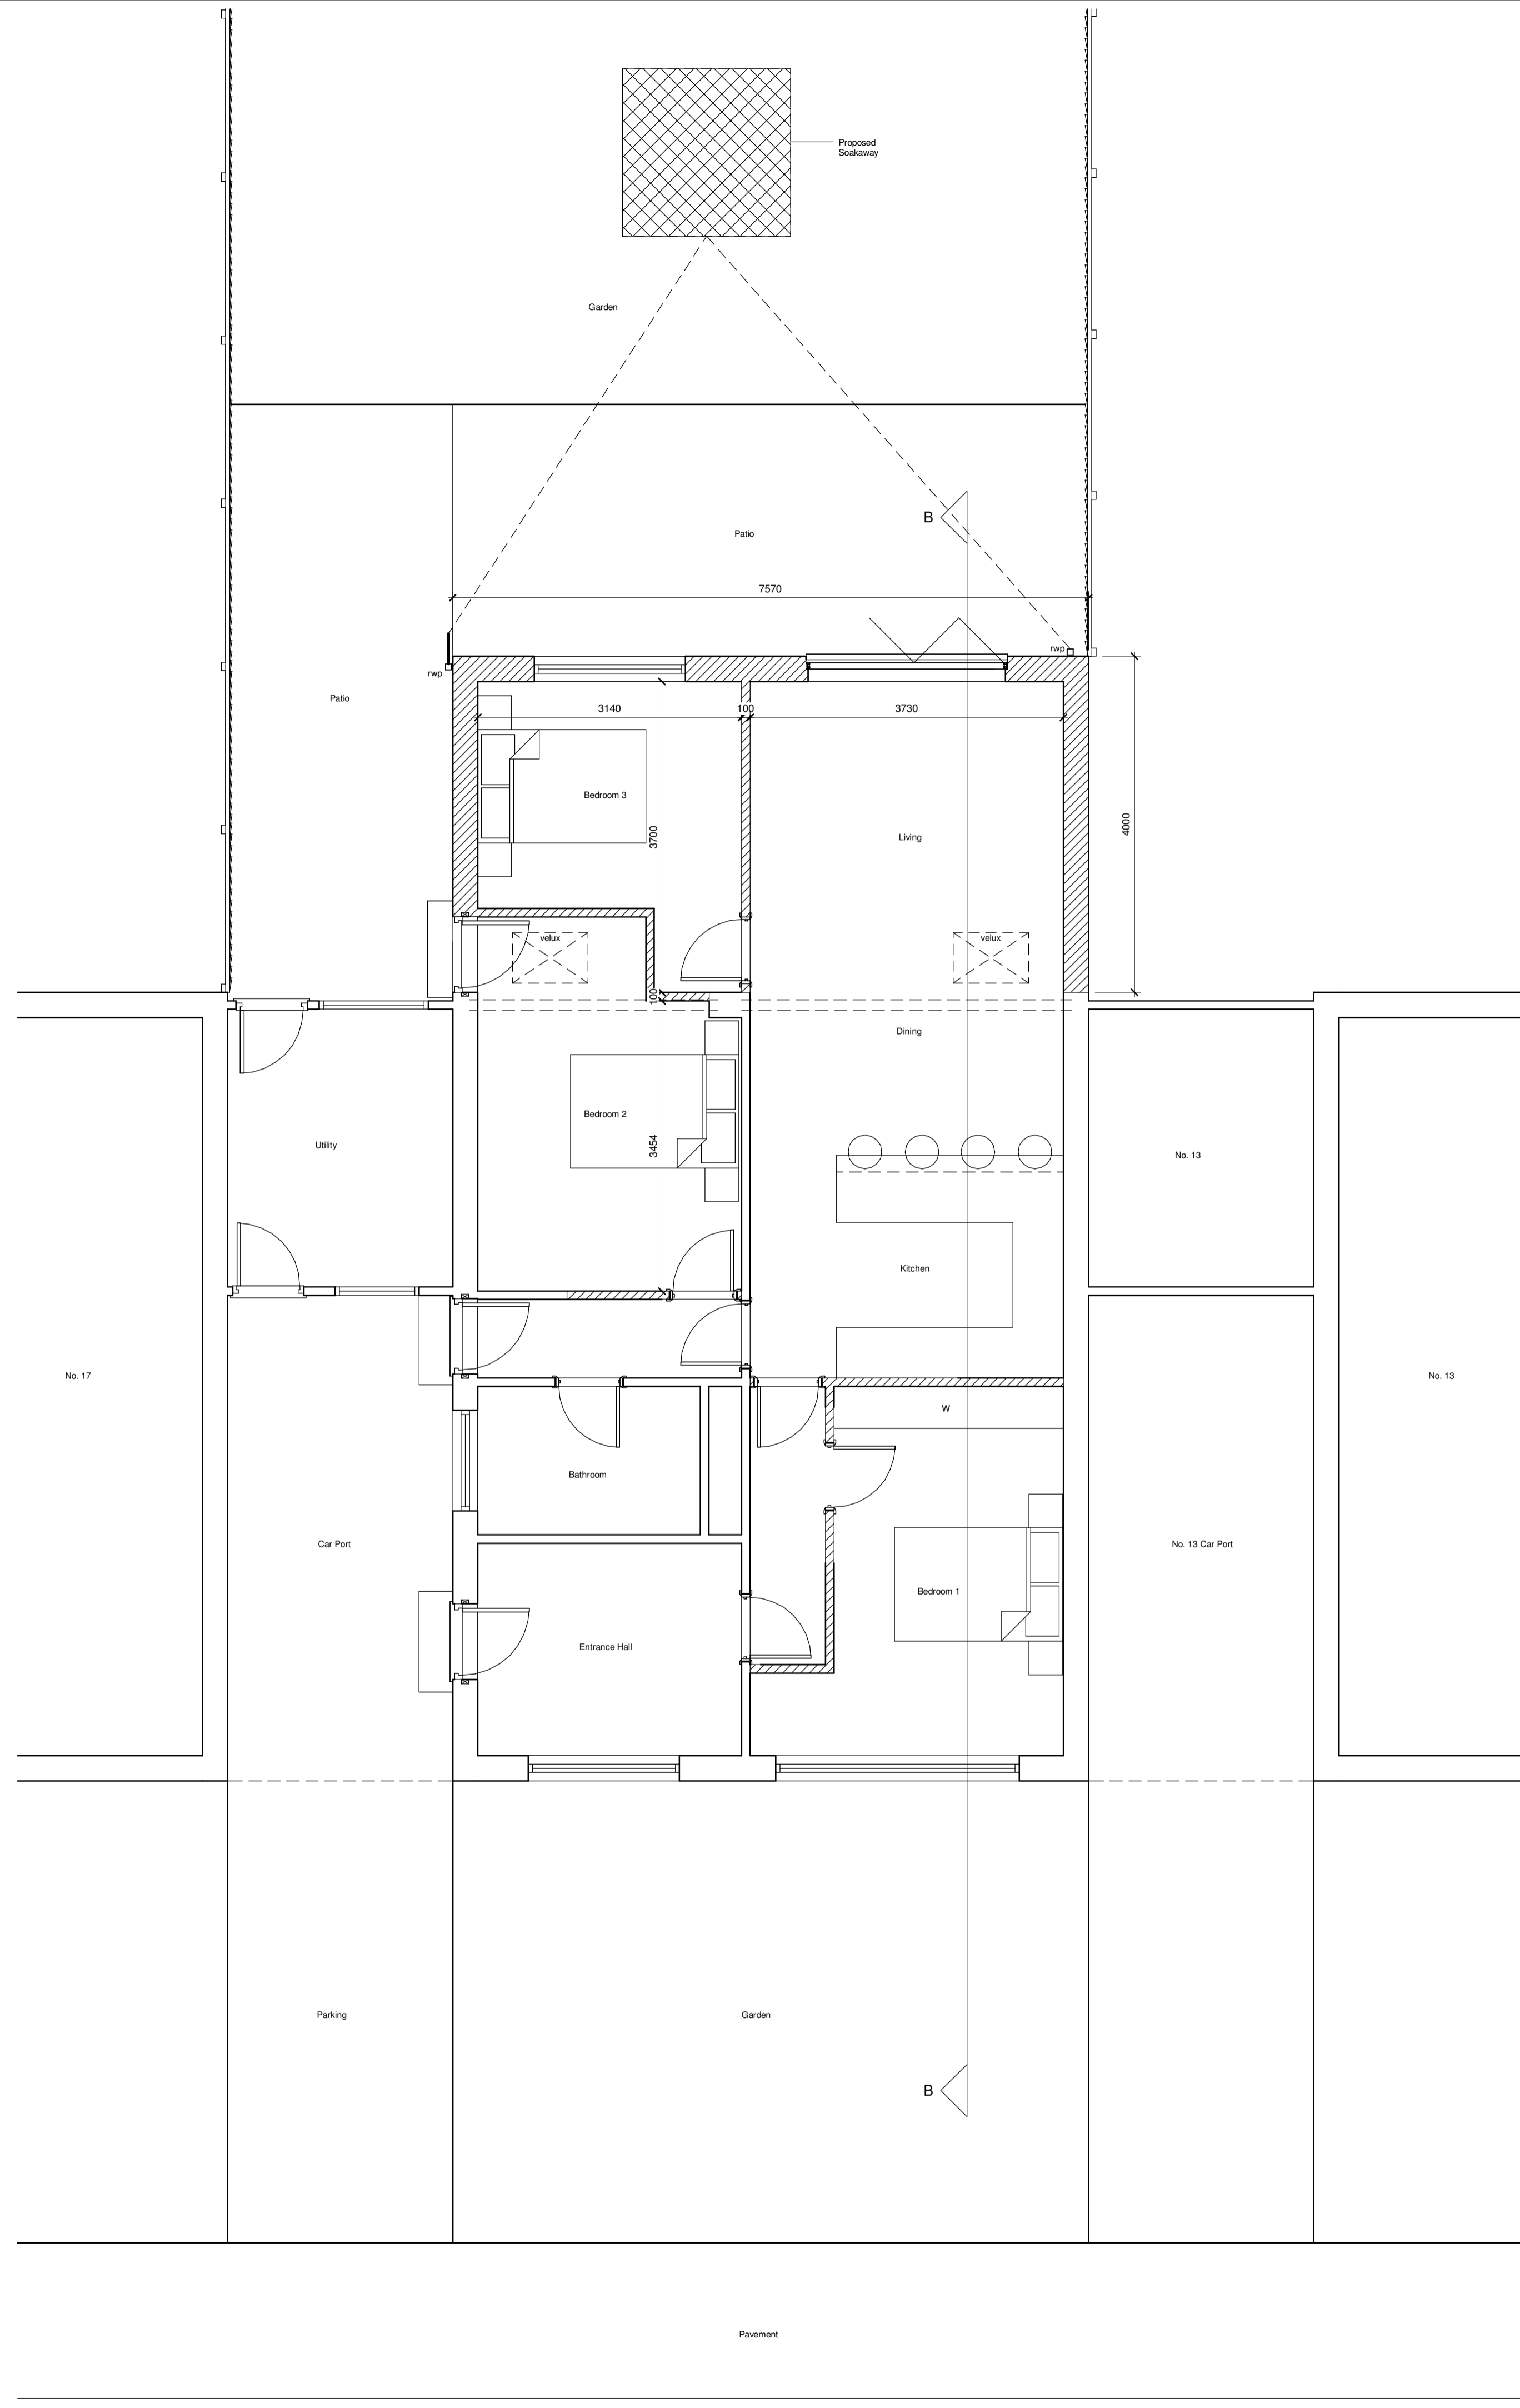 Proposed
Soakaway
Garden
B
Patio
7570
rwp
rwp
Patio
3140
100
3730
Bedroom 3
3700
4000
Living
velux
velux
100
Dining
Bedroom 2
3454
Utility
No. 13
Kitchen
No. 17
No. 13
W
Bathroom
Car Port
No. 13 Car Port
Bedroom 1
Entrance Hall
Parking
Garden
B
Pavement